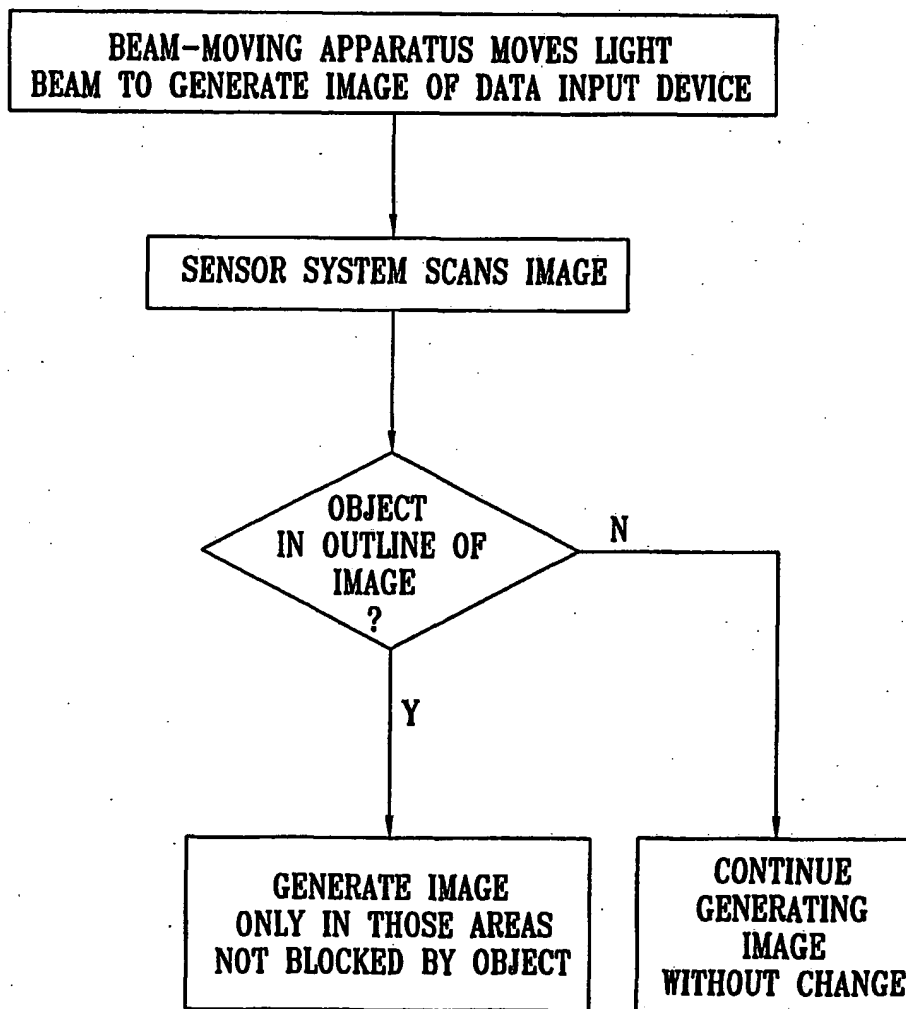 BEAM-MOVING APPARATUS MOVES LIGHT
BEAM TO GENERATE IMAGE OF DATA INPUT DEVICE
SENSOR SYSTEM SCANS IMAGE
OBJECT
IN OUTLINE OF
IMAGE
?
N
Y
GENERATE IMAGE
ONLY IN THOSE AREAS
NOT BLOCKED BY OBJECT
CONTINUE
GENERATING
IMAGE
WITHOUT CHANGE